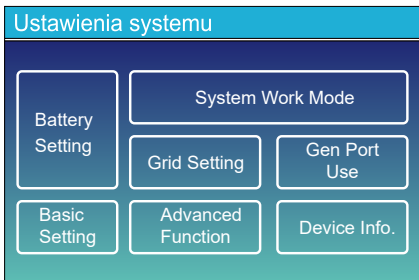 Ustawienia systemu
Battery
Setting
System Work Mode
Grid Setting
Gen Port
Use
Basic
Setting
Advanced
Function
Device Info.